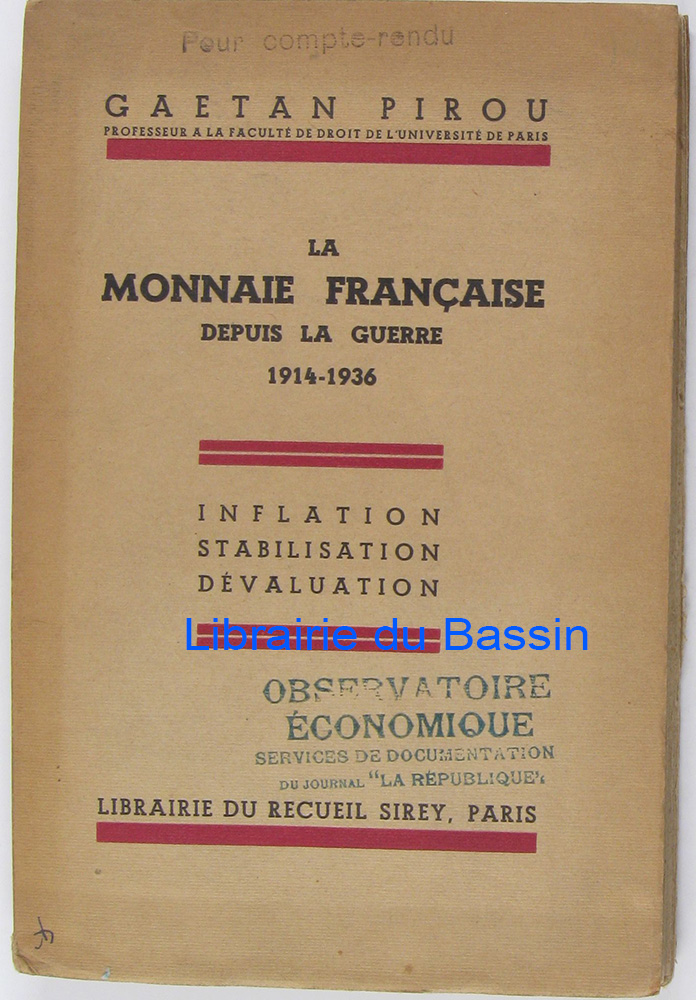 Pour compte-rendu
GAETAN PIROU
PROFESSEUR A LA FACULTÉ DE DROIT DE L'UNIVERSITÉ DE PARIS
LA
MONNAIE FRANÇAISE
DEPUIS LA GUERRE
1914-1936
INFLATION
STABILISATION
DÉVALUATION
Librairie du Bassin
OBSERVATOIRE
ÉCONOMIQUE
SERVICES DE DOCUMENTATION
DU JOURNAL "LA RÉPUBLIQUE"
LIBRAIRIE DU RECUEIL SIREY, PARIS